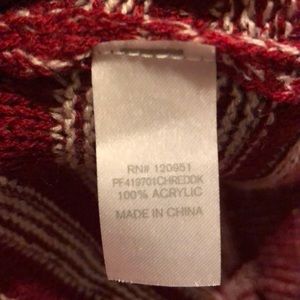 RN# 120951
PF419701CHREDDK
100% ACRYLIC
MADE IN CHINA